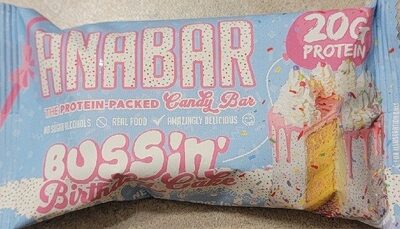 ANABAR
20G
PROTEIN
THE PROTEIN-PACKED Candy Bar
NO SUGAR ALCOHOLS REAL FOOD AMAZINGLY DELICIOUS
BUSSIN'
Birthday Cake